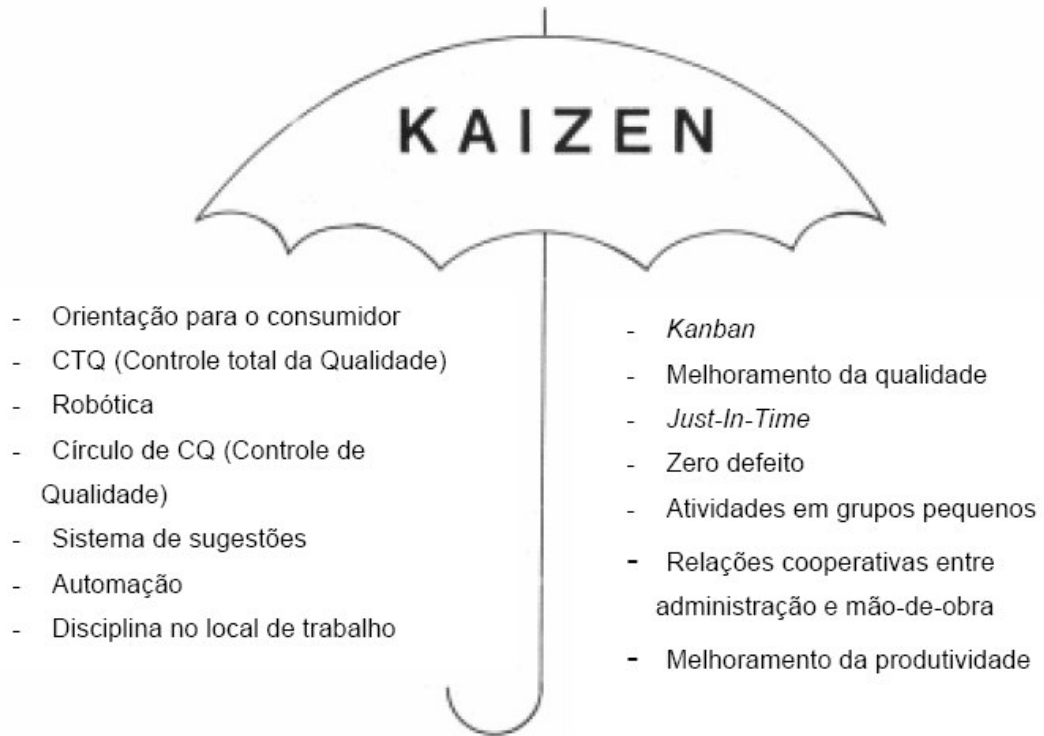 KAIZEN
- Orientação para o consumidor
- CTQ (Controle total da Qualidade)
- Robótica
- Círculo de CQ (Controle de
Qualidade)
- Sistema de sugestões
- Automação
- Disciplina no local de trabalho
- Kanban
- Melhoramento da qualidade
- Just-In-Time
- Zero defeito
- Atividades em grupos pequenos
- Relações cooperativas entre
administração e mão-de-obra
- Melhoramento da produtividade